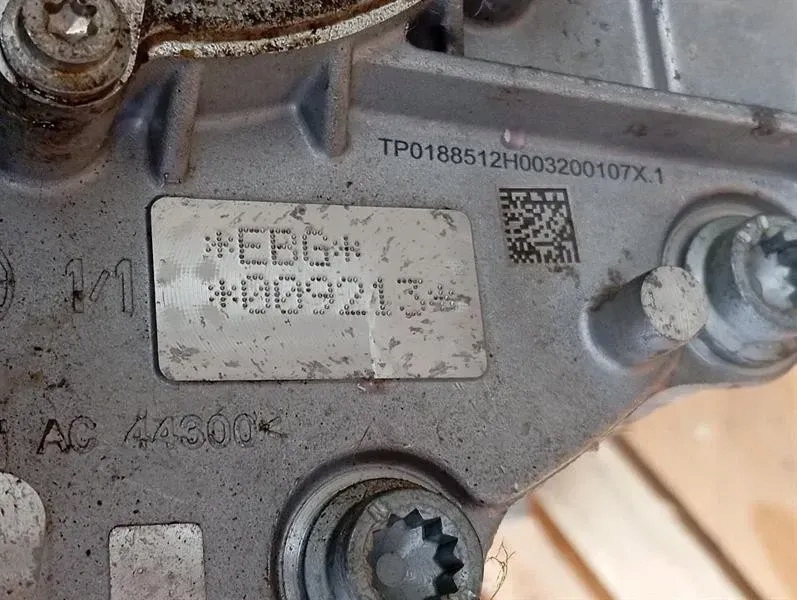 TP0188512H003200107X.1
*EBG*
*009213*
1/1
AC 44300<